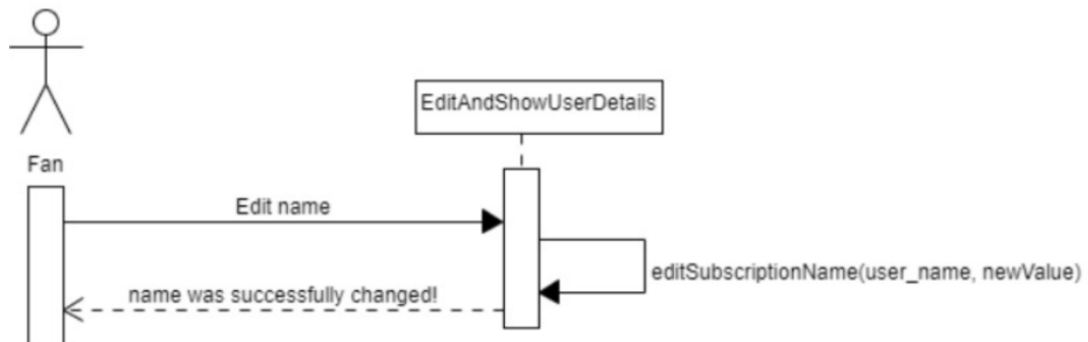 EditAndShowUserDetails
Fan
Edit name
editSubscriptionName(user_name, newValue)
name was successfully changed!